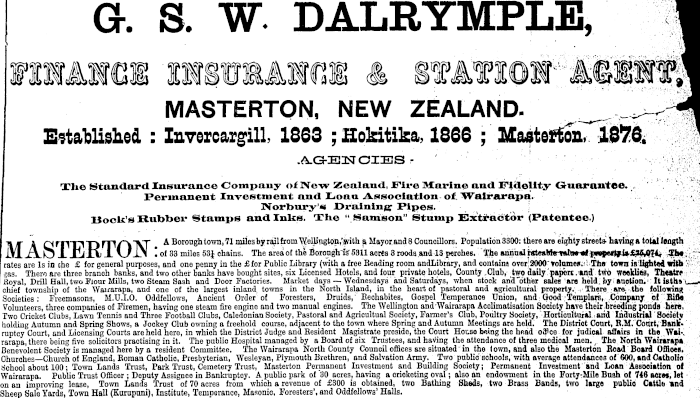 G. S. W. DALRYMPLE,
FINANCE INSURANCE & STATION AGENT,
MASTERTON, NEW ZEALAND.
Established : Invercargill, 1863 ; Hokitika, 1866 ; Masterton, 1876.
AGENCIES -
The Standard Insurance Company of New Zealand, Fire Marine and Fidelity Guarantee.
Permanent Investment and Loan Association of Wairarapa.
Norbury's Draining Pipes.
Bock's Rubber Stamps and Inks. The "Samson" Stump Extractor (Patentee.)
MASTERTON. A Borough town, 71 miles by rail from Wellington, with a Mayor and 8 Councillors. Population 3300: there are eighty streets having a total length
of 33 miles 53½ chains. The area of the Borough is 5311 acres 3 roods and 13 perches. The annual rateable value of property is £25,074. The
rates are 1s in the £ for general purposes, and one penny in the £ for Public Library (with a free Reading room and Library, and contains over 2000 volumes. The town is lighted with
gas. There are three branch banks, and two other banks have bought sites, six Licensed Hotels, and four private hotels, County Club, two daily papers and two weeklies, Theatre
Royal, Drill Hall, two Flour Mills, two Steam Sash and Door Factories. Market days—Wednesdays and Saturdays, when stock and other sales are held by auction. It is the
chief township of the Wairarapa, and one of the largest inland towns in the North Island, in the heart of pastoral and agricultural property. There are the following
Societies: Freemasons, M.U.I.O. Oddfellows, Ancient Order of Foresters, Druids, Rechabites, Gospel Temperance Union, and Good Templars, Company of Rifle
Volunteers, three companies of Firemen, having one steam fire engine and two manual engines. The Wellington and Wairarapa Acclimatisation Society have their breeding ponds here.
Two Cricket Clubs, Lawn Tennis and Three Football Clubs, Caledonian Society, Pastoral and Agricultural Society, Farmer's Club, Poultry Society, Horticultural and Industrial Society
holding Autumn and Spring Shows, a Jockey Club owning a freehold course, adjacent to the town where Spring and Autumn Meetings are held. The District Court, R.M. Court, Bank-
ruptcy Court, and Licensing Courts are held here, in which the District Judge and Resident Magistrate preside, the Court House being the head office for judicial affairs in the Wai-
rarapa, there being five solicitors practising in it. The public Hospital managed by a Board of six Trustees, and having the attendance of three medical men. The North Wairarapa
Benevolent Society is managed here by a resident Committee. The Wairarapa North County Council offices are situated in the town, and also the Masterton Road Board Offices.
Churches—Church of England, Roman Catholic, Presbyterian, Wesleyan, Plymouth Brethren, and Salvation Army. Two public schools, with average attendances of 600, and Catholic
School about 100; Town Lands Trust, Park Trust, Cemetery Trust, Masterton Permanent Investment and Building Society; Permanent Investment and Loan Association of
Wairarapa. Public Trust Officer; Deputy Assignee in Bankruptcy. A public park of 30 acres, having a cricketing oval; also an endowment in the Forty-Mile Bush of 746 acres, let
on an improving lease, Town Lands Trust of 70 acres from which a revenue of £300 is obtained, two Bathing Sheds, two Brass Bands, two large public Cattle and
Sheep Sale Yards, Town Hall (Kuripuni), Institute, Temperance, Masonic, Foresters', and Oddfellows' Halls.